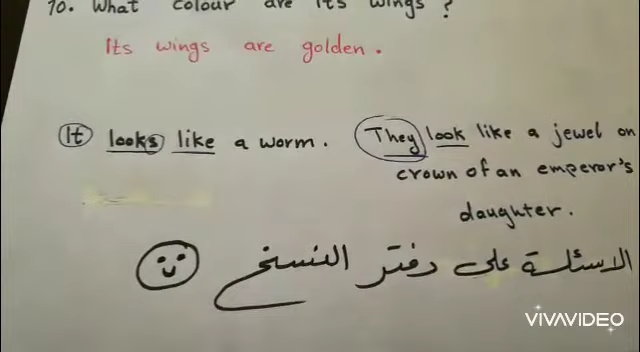 10. What colour are its wings ?
Its wings are golden.
It looks like a worm. They look like a jewel on
crown of an emperor's
daughter.
الاسئلة على دفتر النسخ
VIVAVIDEO